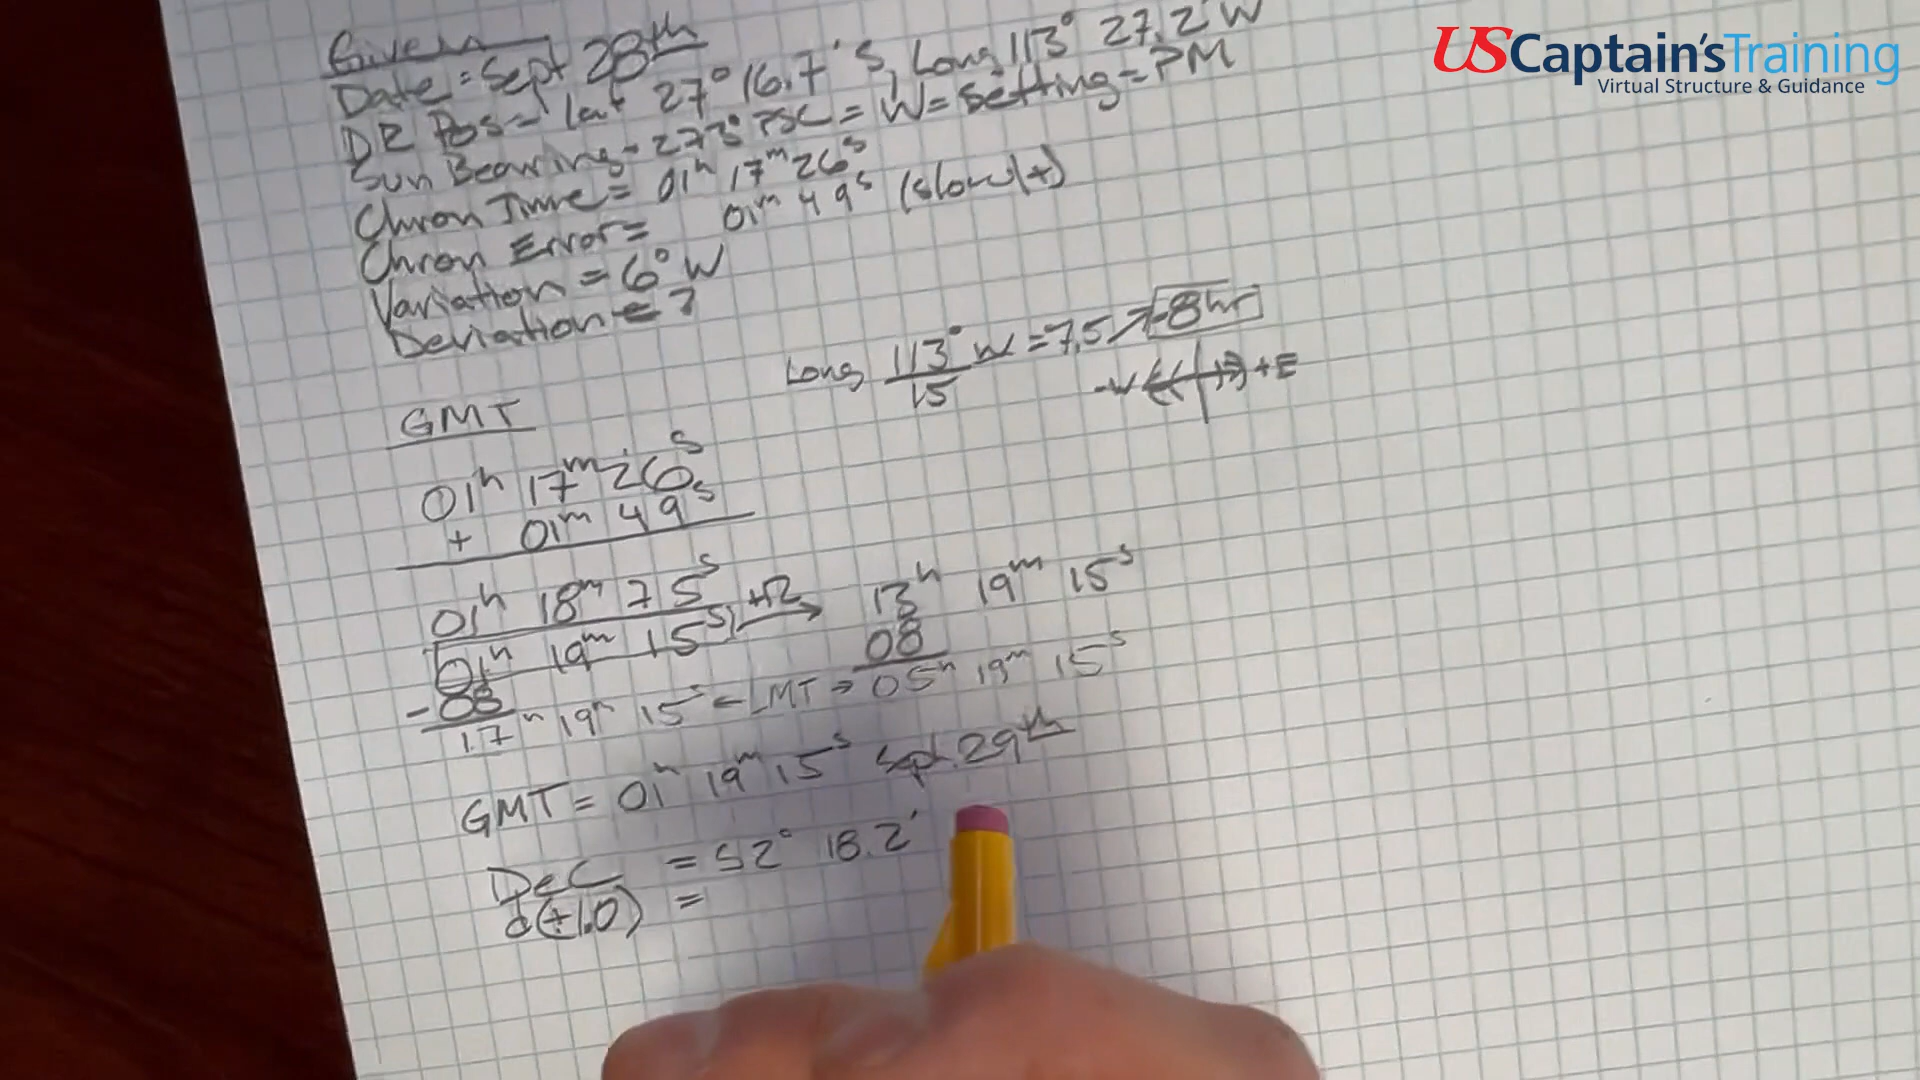 USCaptain'sTraining
Virtual Structure & Guidance
Given
Date = Sept 28th
DR Pos = lat 27° 16.7' S, Long 113° 27.2' W
Sun Bearing = 273° PSC = W = setting = PM
Chron Time = 01h 17m 26s
Chron Error = 01m 49s (slow/+)
Variation = 6° W
Deviation = ?
Long 113° W = 7.5 → -8hr
15
-W +E
GMT
01h 17m 26s
+ 01m 49s
01h 18m 75s
01h 19m 15s +12 → 13h 19m 15s
-08 08
17h 19m 15s ← LMT → 05h 19m 15s
GMT = 01h 19m 15s Sept. 29th
Dec = S2° 18.2'
d(+1.0) =